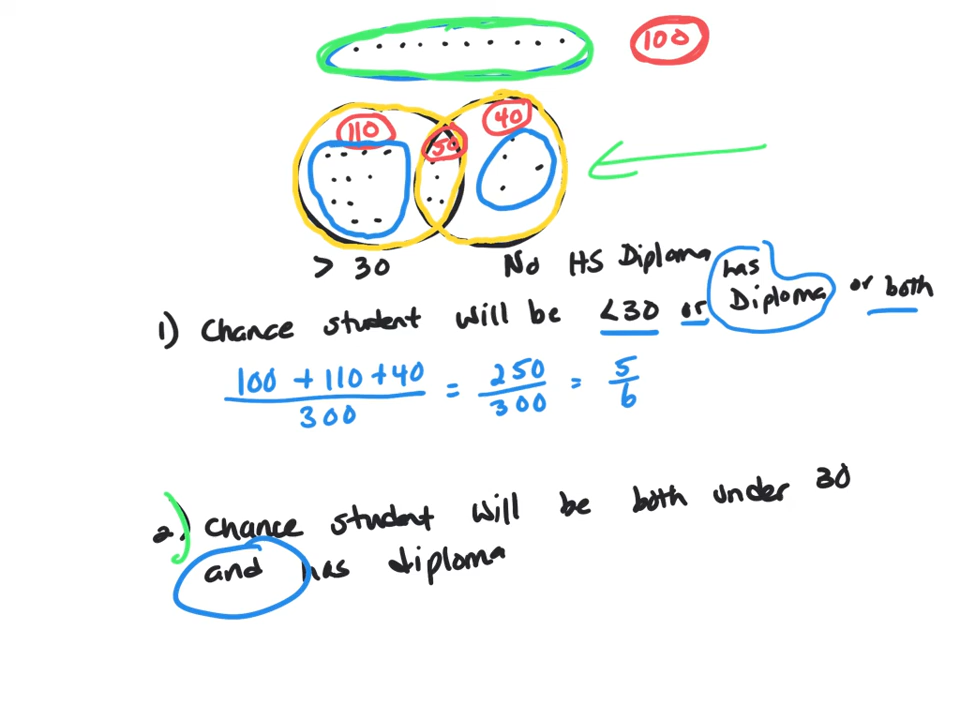 100
110 50 40
> 30 No HS Diploma
1) Chance student will be <30 or has Diploma or both
100 + 110 + 40 / 300 = 250 / 300 = 5 / 6
2.) Chance student will be both under 30
and has diploma